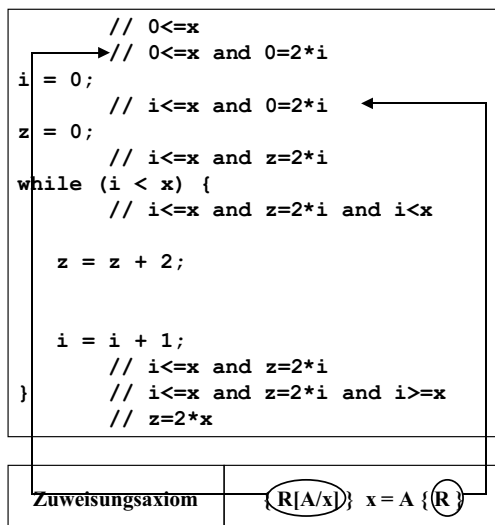 // 0<=x
// 0<=x and 0=2*i
i = 0;
// i<=x and 0=2*i
z = 0;
// i<=x and z=2*i
while (i < x) {
// i<=x and z=2*i and i<x
z = z + 2;
i = i + 1;
// i<=x and z=2*i
} // i<=x and z=2*i and i>=x
// z=2*x
Zuweisungsaxiom { R[A/x] } x = A { R }